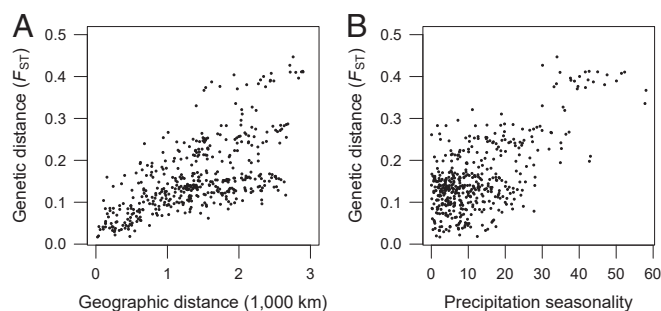 A
B
0.5
0.4
0.3
0.2
0.1
0.0
Genetic distance (FST)
0
1
2
3
Geographic distance (1,000 km)
0.5
0.4
0.3
0.2
0.1
0.0
Genetic distance (FST)
0 10 20 30 40 50 60
Precipitation seasonality